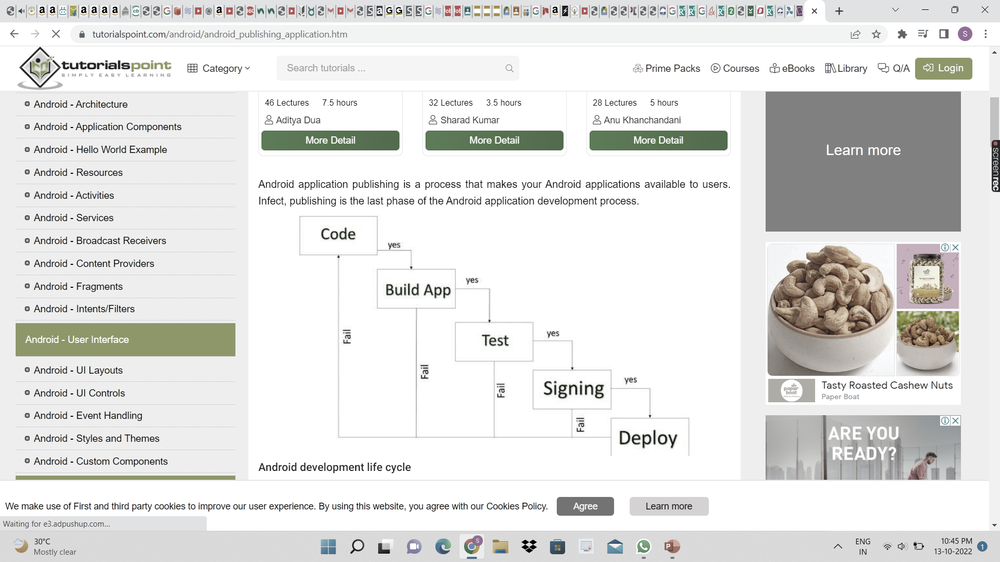 tutorialspoint.com/android/android_publishing_application.htm
S
tutorialspoint
SIMPLY EASY LEARNING
Category
Search tutorials ...
Prime Packs
Courses
eBooks
Library
Q/A
Login
Android - Architecture
Android - Application Components
Android - Hello World Example
Android - Resources
Android - Activities
Android - Services
Android - Broadcast Receivers
Android - Content Providers
Android - Fragments
Android - Intents/Filters
Android - User Interface
Android - UI Layouts
Android - UI Controls
Android - Event Handling
Android - Styles and Themes
Android - Custom Components
46 Lectures 7.5 hours
Aditya Dua
More Detail
32 Lectures 3.5 hours
Sharad Kumar
More Detail
28 Lectures 5 hours
Anu Khanchandani
More Detail
Android application publishing is a process that makes your Android applications available to users.
Infect, publishing is the last phase of the Android application development process.
Code
yes
Build App
yes
Fail
Test
yes
Fail
Signing
yes
Fail
Fail
Deploy
Android development life cycle
Learn more
screenrec
paper boat
Tasty Roasted Cashew Nuts
Paper Boat
ARE YOU
READY?
We make use of First and third party cookies to improve our user experience. By using this website, you agree with our Cookies Policy.
Agree
Learn more
Waiting for e3.adpushup.com...
30°C
Mostly clear
ENG
IN
10:45 PM
13-10-2022
1